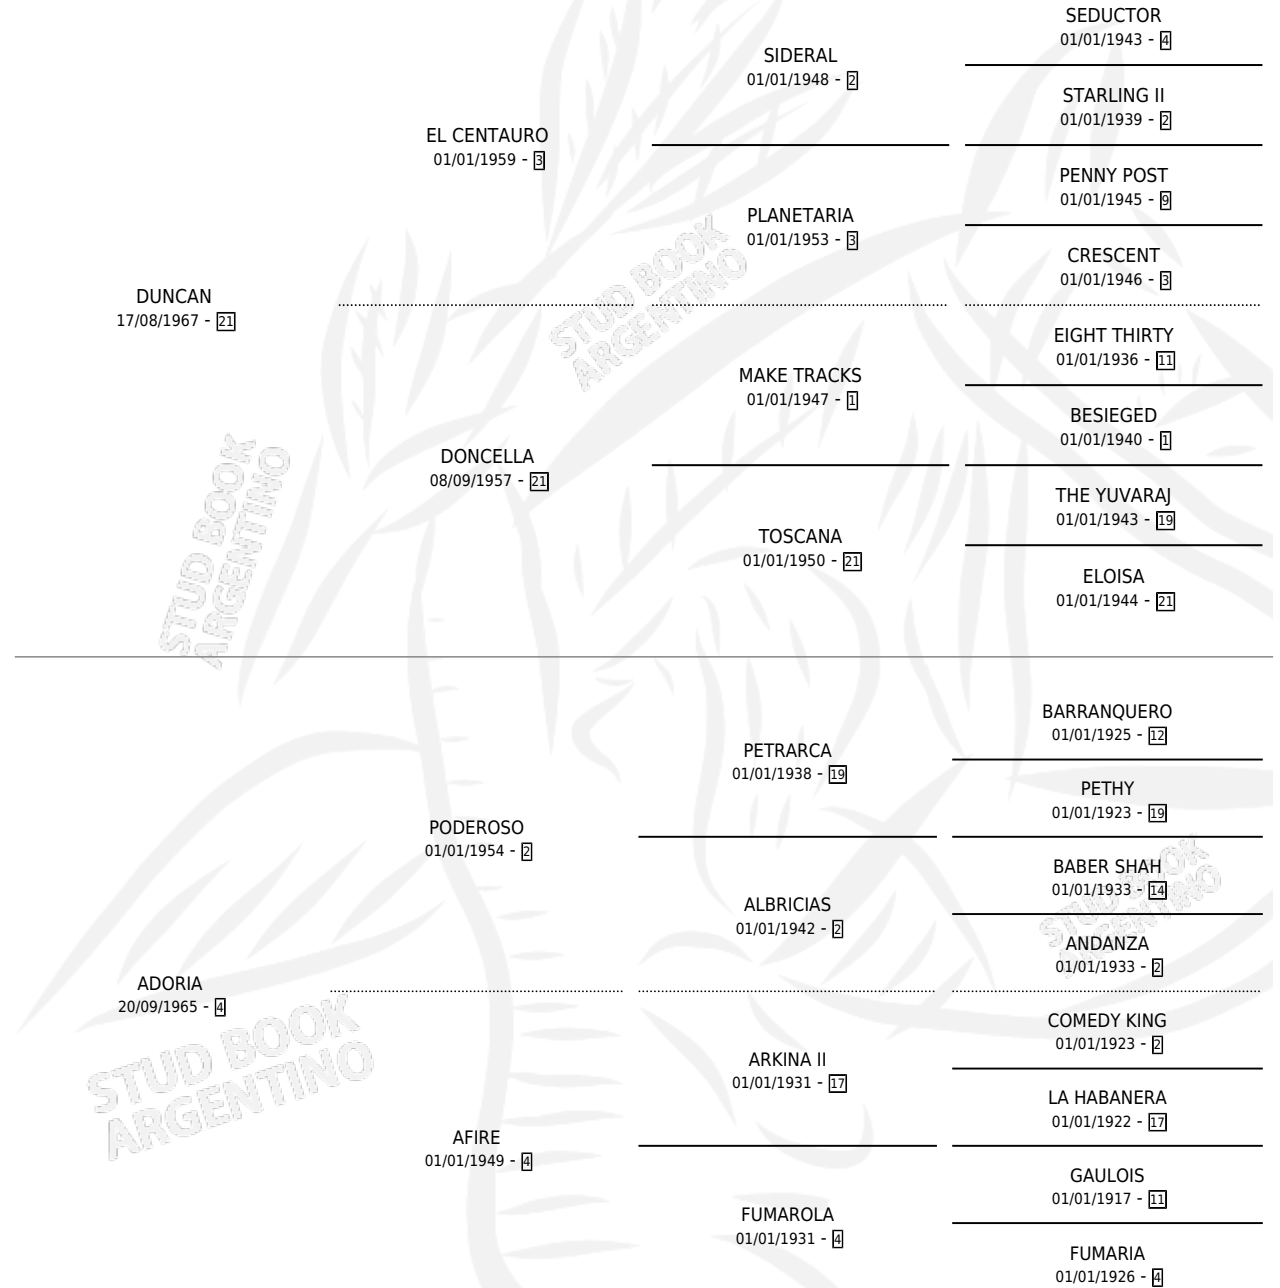 SEDUCTOR
01/01/1943 - 4
SIDERAL
01/01/1948 - 2
STARLING II
01/01/1939 - 2
EL CENTAURO
01/01/1959 - 3
PENNY POST
01/01/1945 - 9
PLANETARIA
01/01/1953 - 3
CRESCENT
01/01/1946 - 3
DUNCAN
17/08/1967 - 21
EIGHT THIRTY
01/01/1936 - 11
MAKE TRACKS
01/01/1947 - 1
BESIEGED
01/01/1940 - 1
DONCELLA
08/09/1957 - 21
THE YUVARAJ
01/01/1943 - 19
TOSCANA
01/01/1950 - 21
ELOISA
01/01/1944 - 21
STUD BOOK
ARGENTINO
STUD BOOK
ARGENTINO
BARRANQUERO
01/01/1925 - 12
PETRARCA
01/01/1938 - 19
PETHY
01/01/1923 - 19
PODEROSO
01/01/1954 - 2
BABER SHAH
01/01/1933 - 14
ALBRICIAS
01/01/1942 - 2
ANDANZA
01/01/1933 - 2
ADORIA
20/09/1965 - 4
COMEDY KING
01/01/1923 - 2
ARKINA II
01/01/1931 - 17
LA HABANERA
01/01/1922 - 17
AFIRE
01/01/1949 - 4
GAULOIS
01/01/1917 - 11
FUMAROLA
01/01/1931 - 4
FUMARIA
01/01/1926 - 4
STUD BOOK
ARGENTINO
STUD BOOK
ARGENTINO